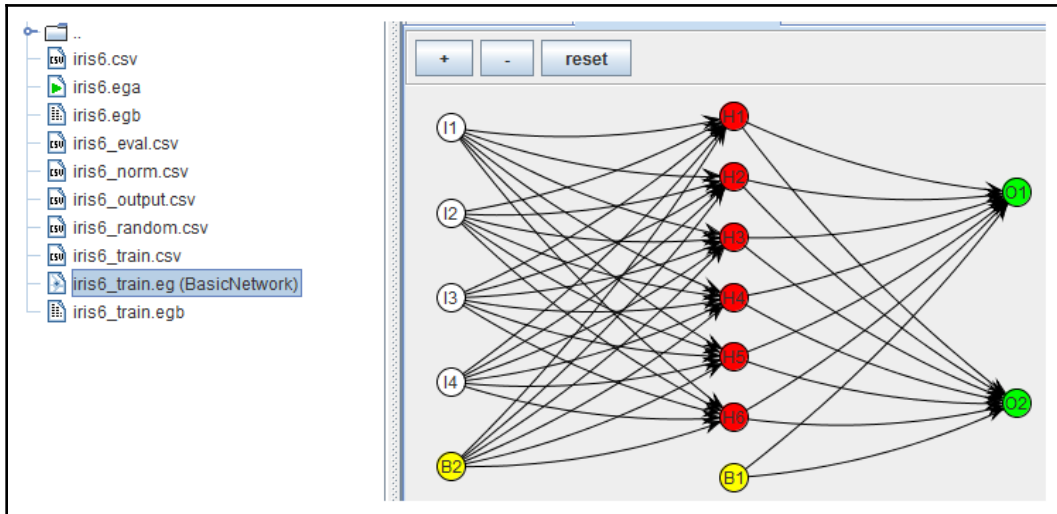 ..
iris6.csv
iris6.ega
iris6.egb
iris6_eval.csv
iris6_norm.csv
iris6_output.csv
iris6_random.csv
iris6_train.csv
iris6_train.eg (BasicNetwork)
iris6_train.egb
+ - reset
I1 H1
H2 O1
I2 H3
I3 H4
H5
I4 H6 O2
B2 B1